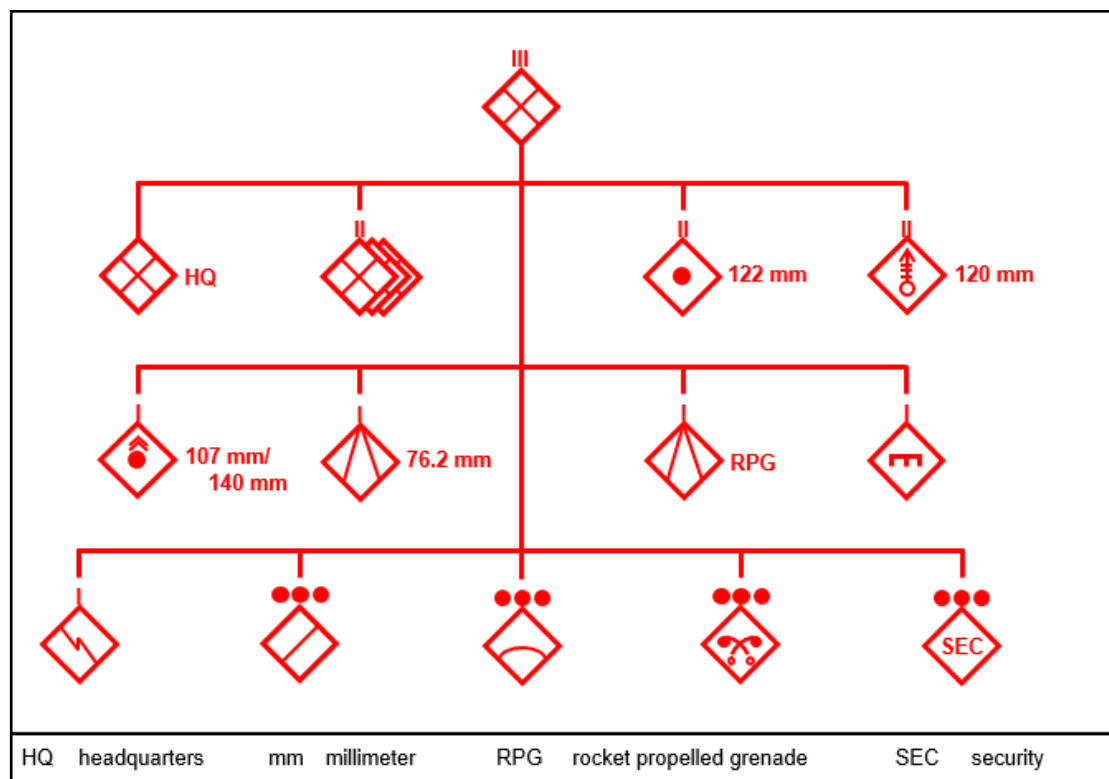 HQ
122 mm
120 mm
107 mm/
140 mm
76.2 mm
RPG
SEC
HQ headquarters mm millimeter RPG rocket propelled grenade SEC security